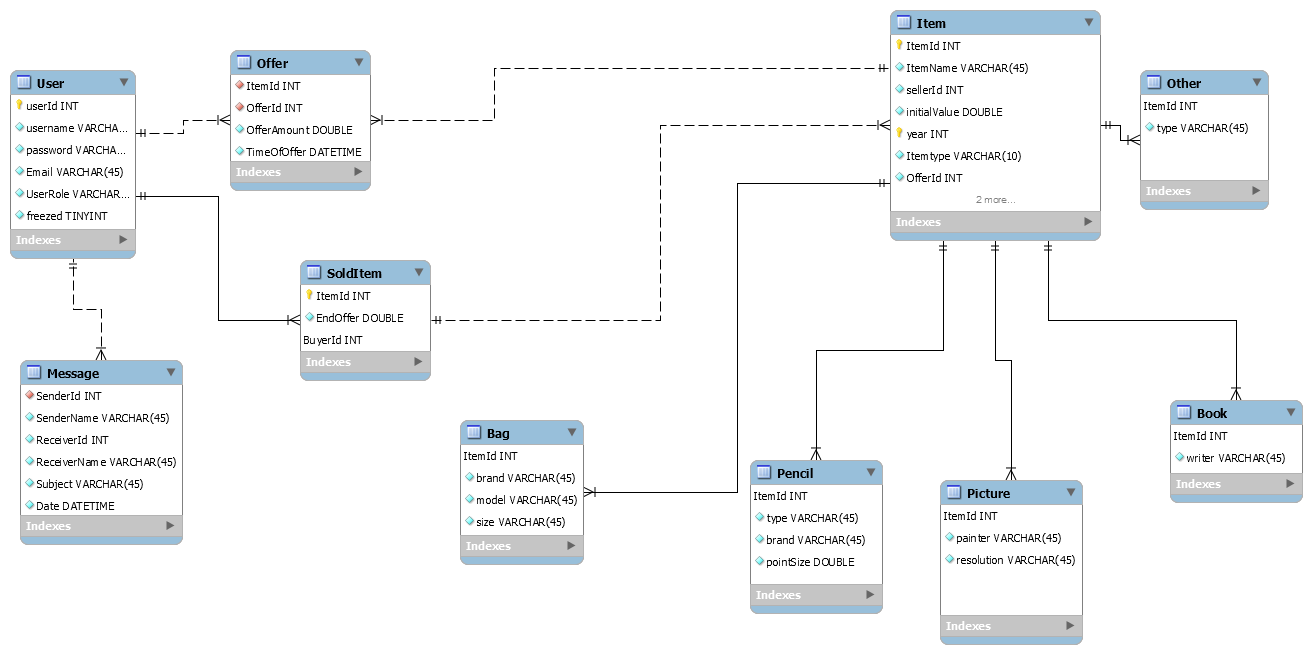 User
userId INT
username VARCHA...
password VARCHA...
Email VARCHAR(45)
UserRole VARCHAR...
freezed TINYINT
Indexes
Offer
ItemId INT
OfferId INT
OfferAmount DOUBLE
TimeOfOffer DATETIME
Indexes
Item
ItemId INT
ItemName VARCHAR(45)
sellerId INT
initialValue DOUBLE
year INT
Itemtype VARCHAR(10)
OfferId INT
2 more...
Indexes
Other
ItemId INT
type VARCHAR(45)
Indexes
SoldItem
ItemId INT
EndOffer DOUBLE
BuyerId INT
Indexes
Message
SenderId INT
SenderName VARCHAR(45)
ReceiverId INT
ReceiverName VARCHAR(45)
Subject VARCHAR(45)
Date DATETIME
Indexes
Bag
ItemId INT
brand VARCHAR(45)
model VARCHAR(45)
size VARCHAR(45)
Indexes
Pencil
ItemId INT
type VARCHAR(45)
brand VARCHAR(45)
pointSize DOUBLE
Indexes
Picture
ItemId INT
painter VARCHAR(45)
resolution VARCHAR(45)
Indexes
Book
ItemId INT
writer VARCHAR(45)
Indexes